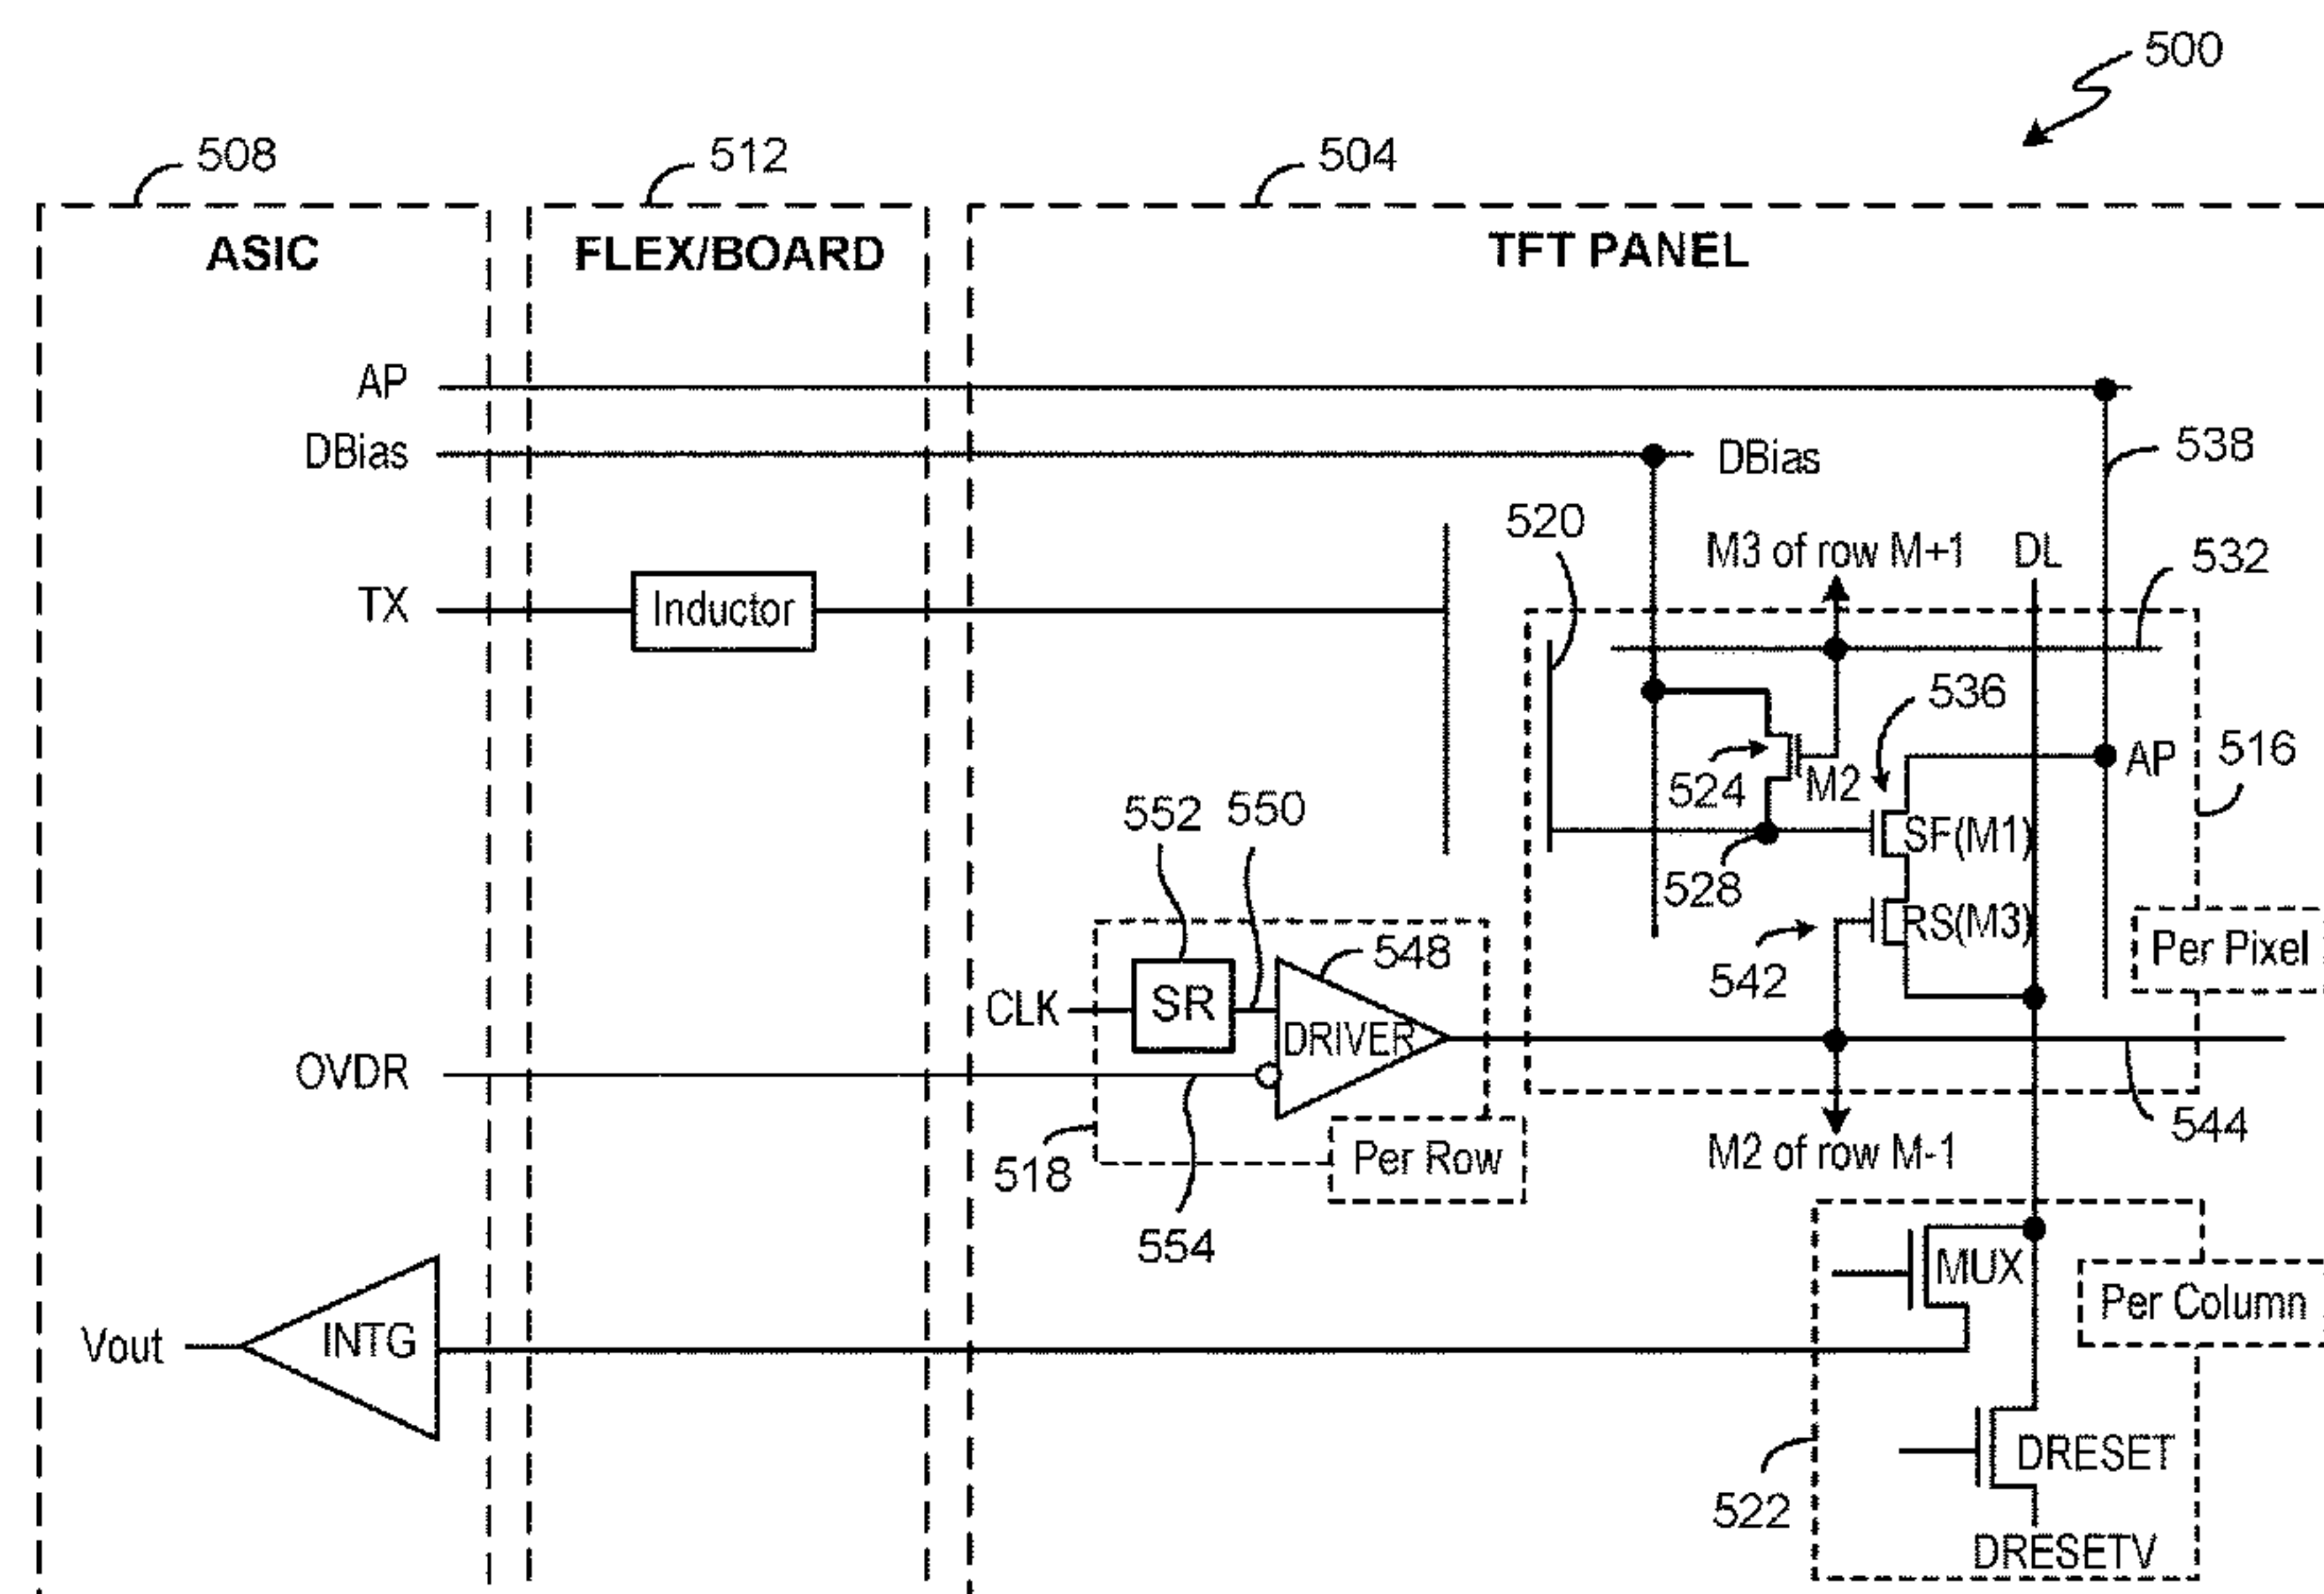 500
508
512
504
ASIC
FLEX/BOARD
TFT PANEL
AP
DBias
DBias
538
520
M3 of row M+1
DL
532
TX
Inductor
536
524
M2
AP
516
552
550
528
SF(M1)
548
RS(M3)
542
Per Pixel
CLK
SR
DRIVER
OVDR
518
Per Row
M2 of row M-1
544
554
MUX
Per Column
Vout
INTG
522
DRESET
DRESETV